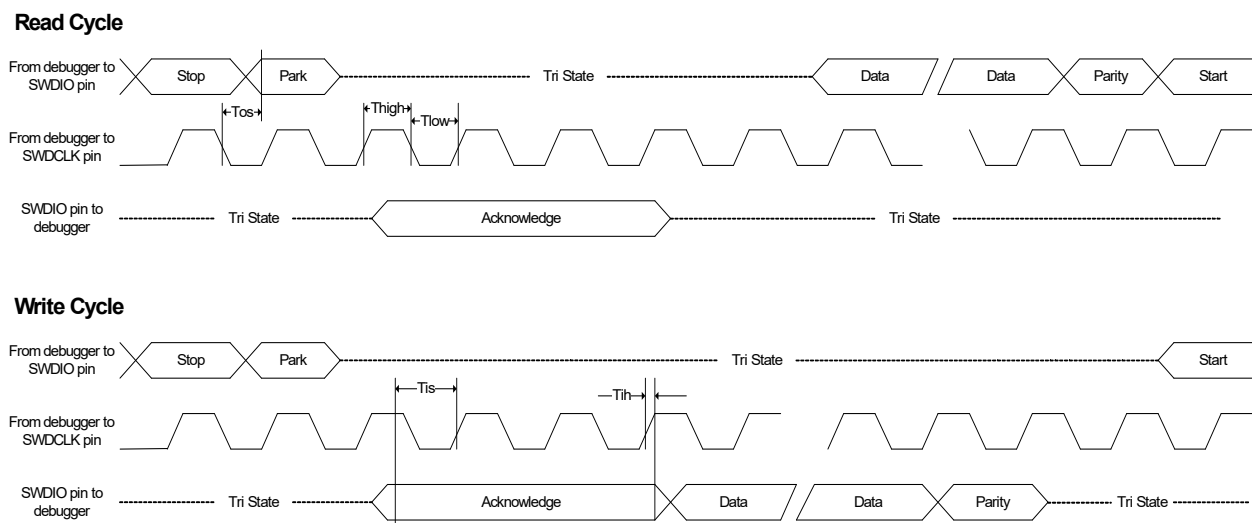 Read Cycle
From debugger to
SWDIO pin
Stop
Park
Tri State
Data
Data
Parity
Start
Tos
Thigh
Tlow
From debugger to
SWDCLK pin
SWDIO pin to
debugger
Tri State
Acknowledge
Tri State
Write Cycle
From debugger to
SWDIO pin
Stop
Park
Tri State
Start
Tis
Tih
From debugger to
SWDCLK pin
SWDIO pin to
debugger
Tri State
Acknowledge
Data
Data
Parity
Tri State